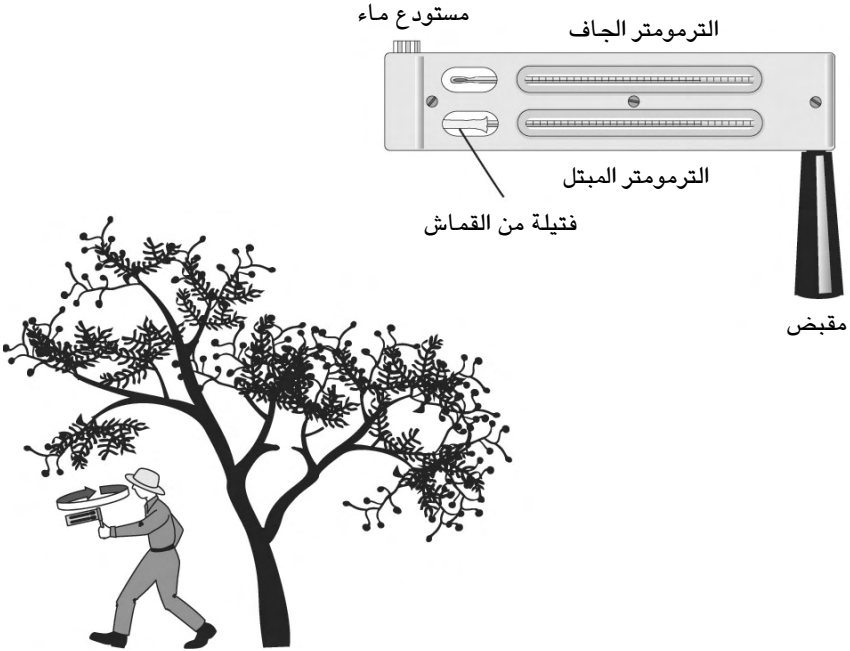 مستودع ماء
الترمومتر الجاف
الترمومتر المبتل
فتيلة من القماش
مقبض